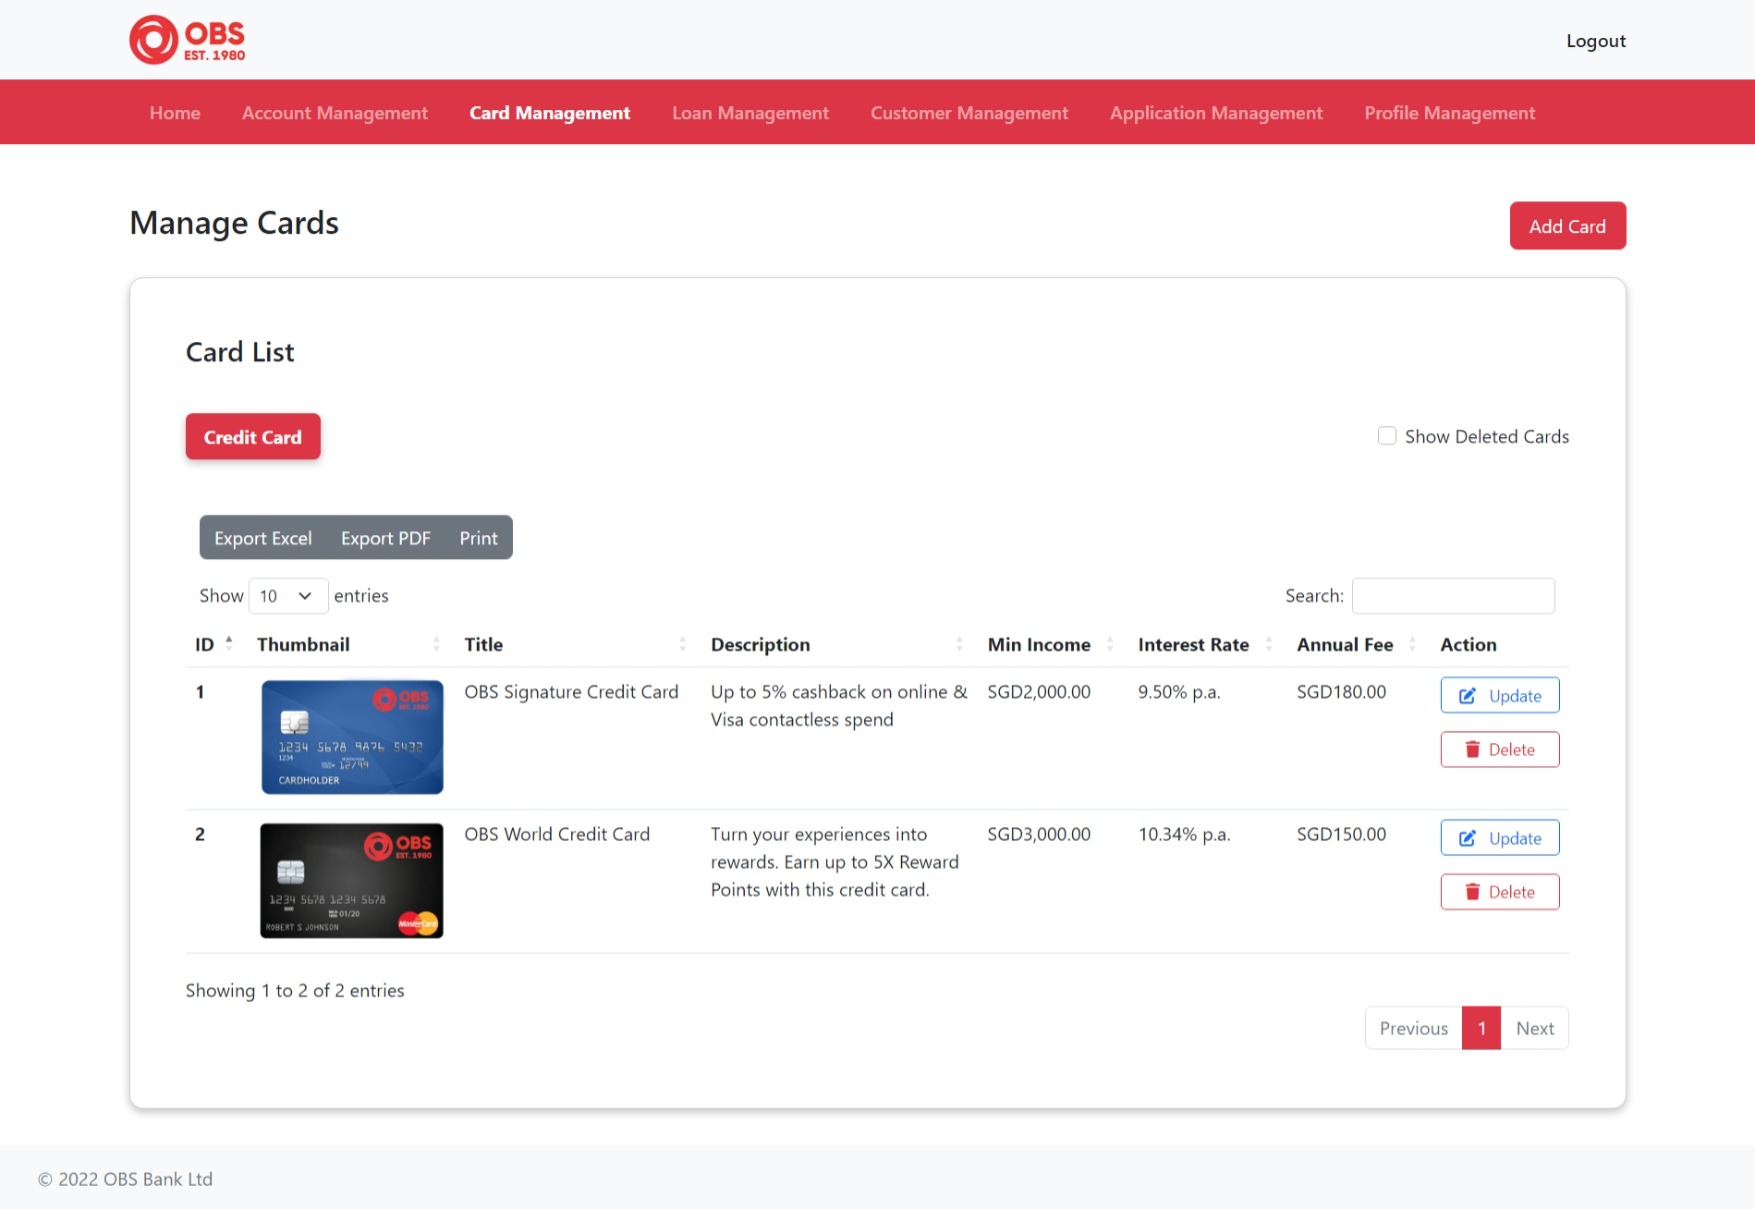 OBS
EST. 1980
Logout
Home Account Management Card Management Loan Management Customer Management Application Management Profile Management
Manage Cards
Add Card
Card List
Credit Card
Show Deleted Cards
Export Excel Export PDF Print
Show 10 entries
Search:
ID Thumbnail Title Description Min Income Interest Rate Annual Fee Action
1 OBS Signature Credit Card Up to 5% cashback on online & SGD2,000.00 9.50% p.a. SGD180.00 Update
Visa contactless spend
Delete
OBS
EST. 1980
1234 5678 9876 5432
1234
12/99
CARDHOLDER
2 OBS World Credit Card Turn your experiences into SGD3,000.00 10.34% p.a. SGD150.00 Update
rewards. Earn up to 5X Reward
Points with this credit card.
Delete
OBS
EST. 1980
1234 5678 1234 5678
01/20
ROBERT S JOHNSON
MasterCard
Showing 1 to 2 of 2 entries
Previous 1 Next
© 2022 OBS Bank Ltd